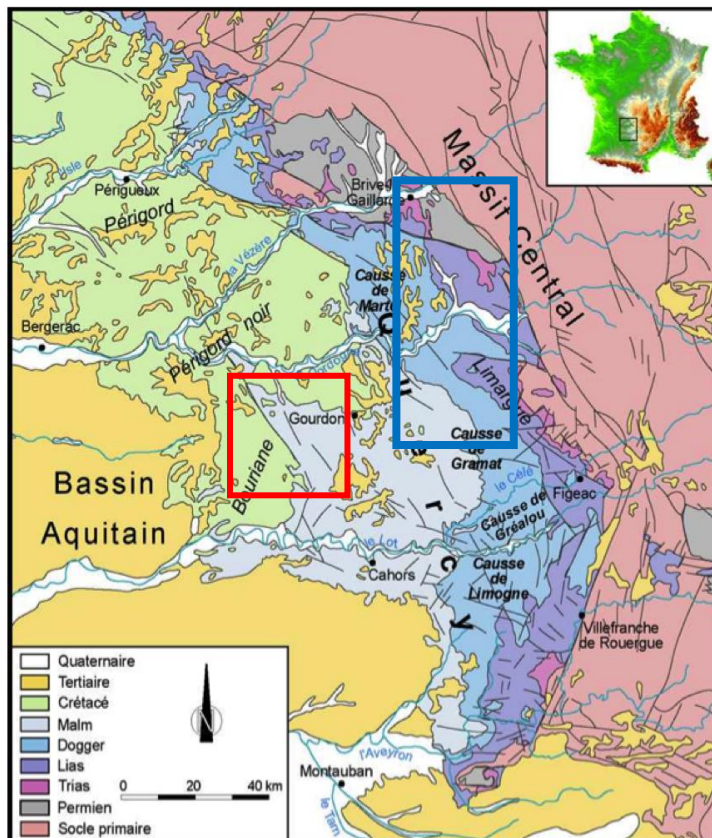 Massif Central
Isle
Périgueux
Périgord
Brive-la
Gaillarde
la Vézère
Causse
de
Bergerac
Périgord noir
Quercy
Limargue
Gourdon
Bouriane
Causse
de
Gramat
le Célé
Figeac
Bassin
Aquitain
Causse de
Gréalou
le Lot
Cahors
Causse
de
Limogne
Villefranche
de Rouergue
Quaternaire
Tertiaire
Crétacé
Malm
Dogger
Lias
Trias
Permien
Socle primaire
N
0 20 40 km
l'Aveyron
Montauban
le Tarn